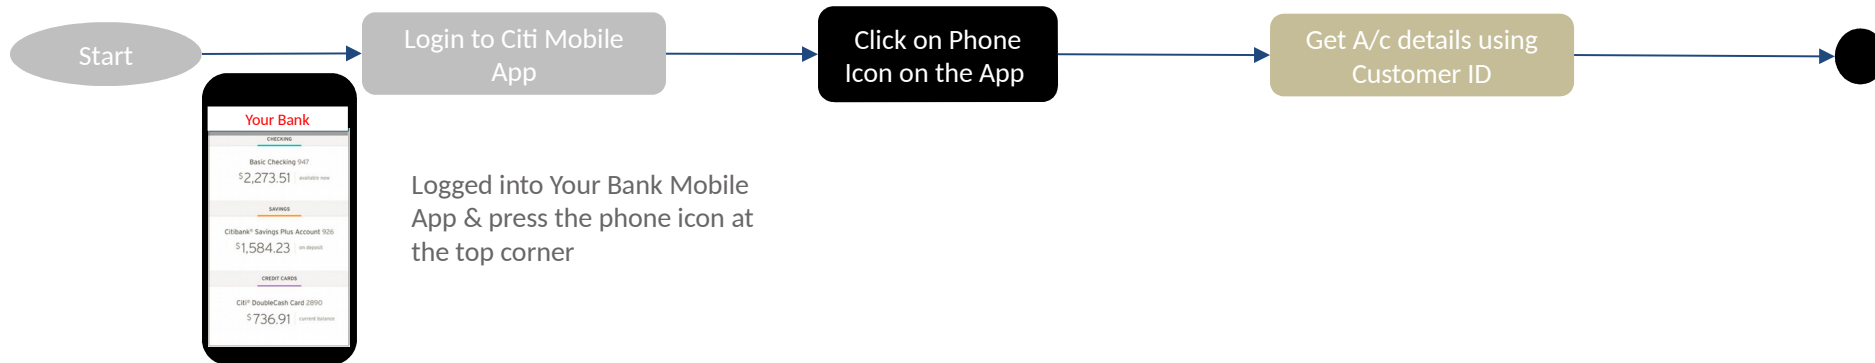 Start
Login to Citi Mobile
App
Click on Phone
Icon on the App
Get A/c details using
Customer ID
Your Bank
CHECKING
Basic Checking 947
$2,273.51 available now
SAVINGS
Citibank® Savings Plus Account 926
$1,584.23 on deposit
CREDIT CARDS
Citi® DoubleCash Card 2890
$736.91 current balance
Logged into Your Bank Mobile
App & press the phone icon at
the top corner